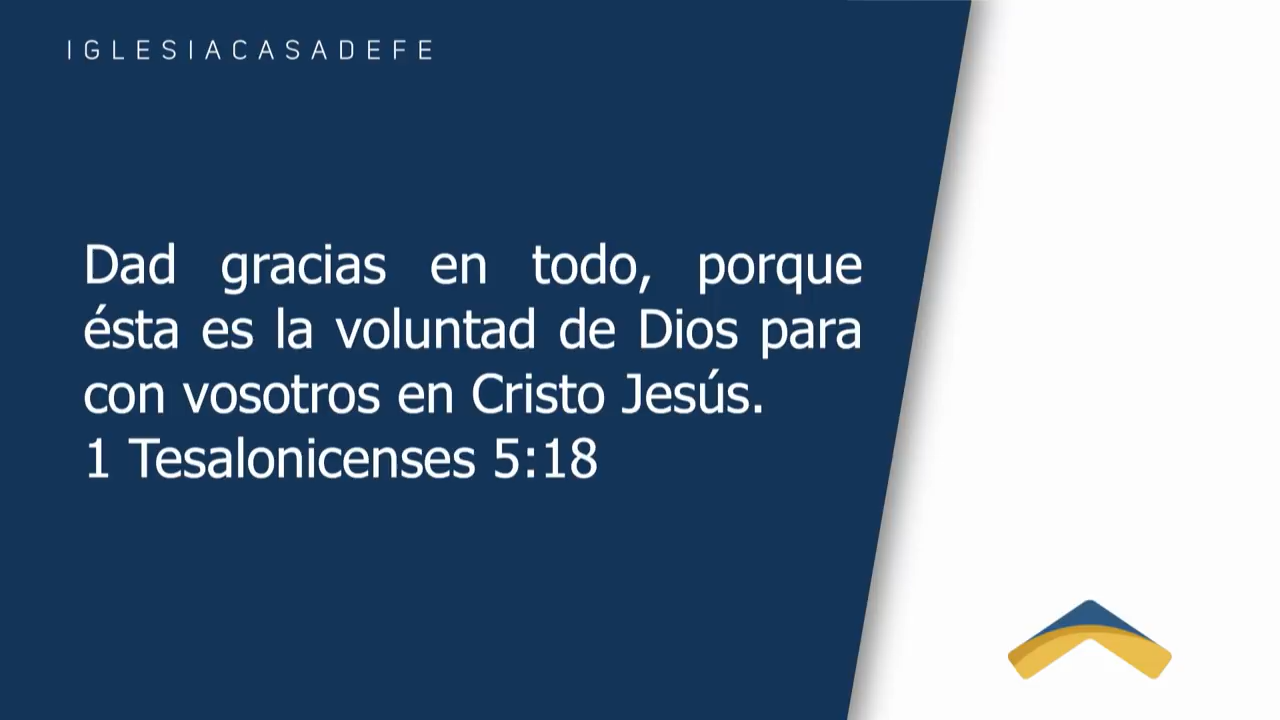 IGLESIACASADEFE
Dad gracias en todo, porque
ésta es la voluntad de Dios para
con vosotros en Cristo Jesús.
1 Tesalonicenses 5:18